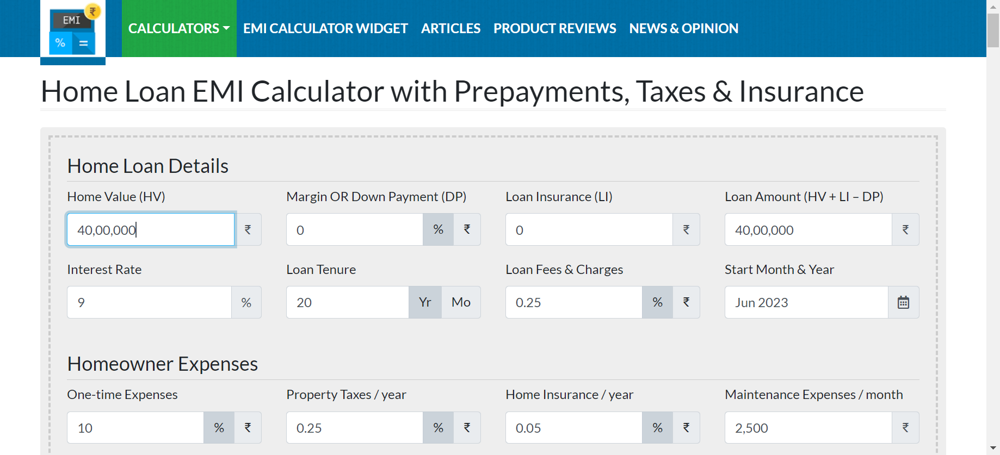 EMI ₹
% =
CALCULATORS EMI CALCULATOR WIDGET ARTICLES PRODUCT REVIEWS NEWS & OPINION
Home Loan EMI Calculator with Prepayments, Taxes & Insurance
Home Loan Details
Home Value (HV) Margin OR Down Payment (DP) Loan Insurance (LI) Loan Amount (HV + LI – DP)
40,00,000 ₹ 0 % ₹ 0 ₹ 40,00,000 ₹
Interest Rate Loan Tenure Loan Fees & Charges Start Month & Year
9 % 20 Yr Mo 0.25 % ₹ Jun 2023
Homeowner Expenses
One-time Expenses Property Taxes / year Home Insurance / year Maintenance Expenses / month
10 % ₹ 0.25 % ₹ 0.05 % ₹ 2,500 ₹